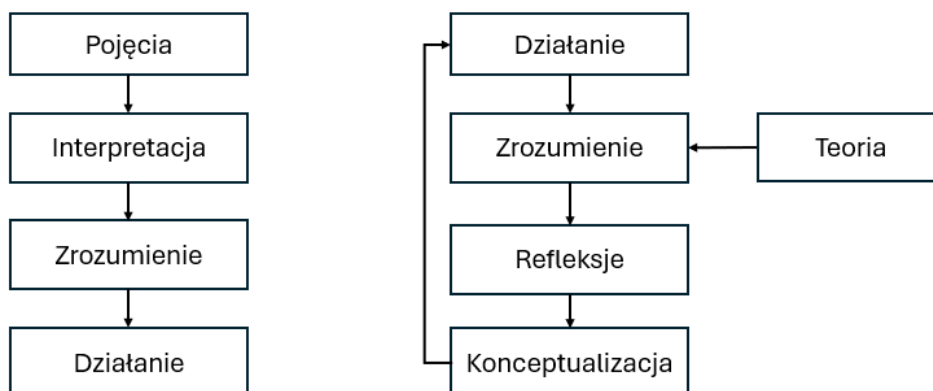 Pojęcia
Interpretacja
Zrozumienie
Działanie
Działanie
Zrozumienie
Teoria
Refleksje
Konceptualizacja